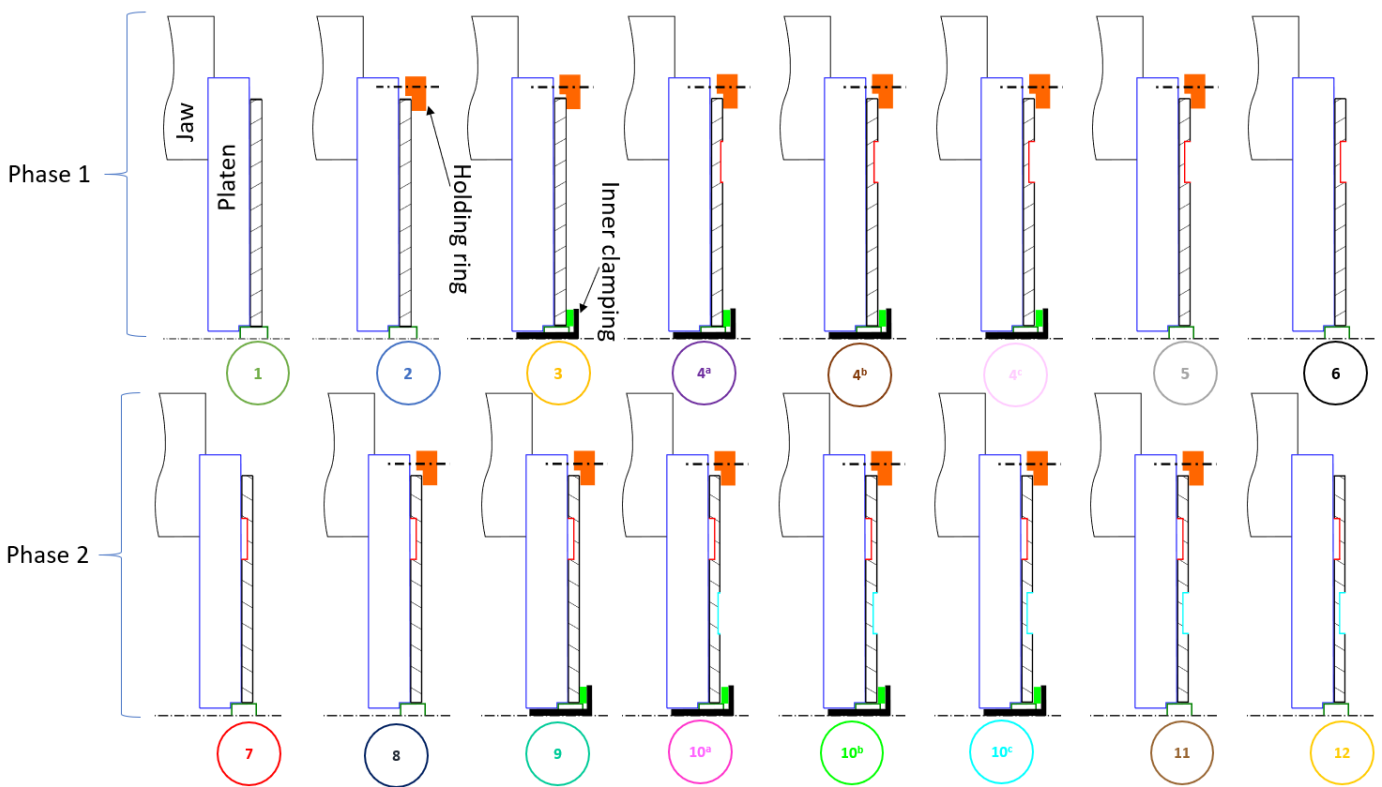 Phase 1
Jaw
Platen
Holding ring
Inner clamping
1
2
3
4ᵃ
4ᵇ
4ᶜ
5
6
Phase 2
7
8
9
10ᵃ
10ᵇ
10ᶜ
11
12